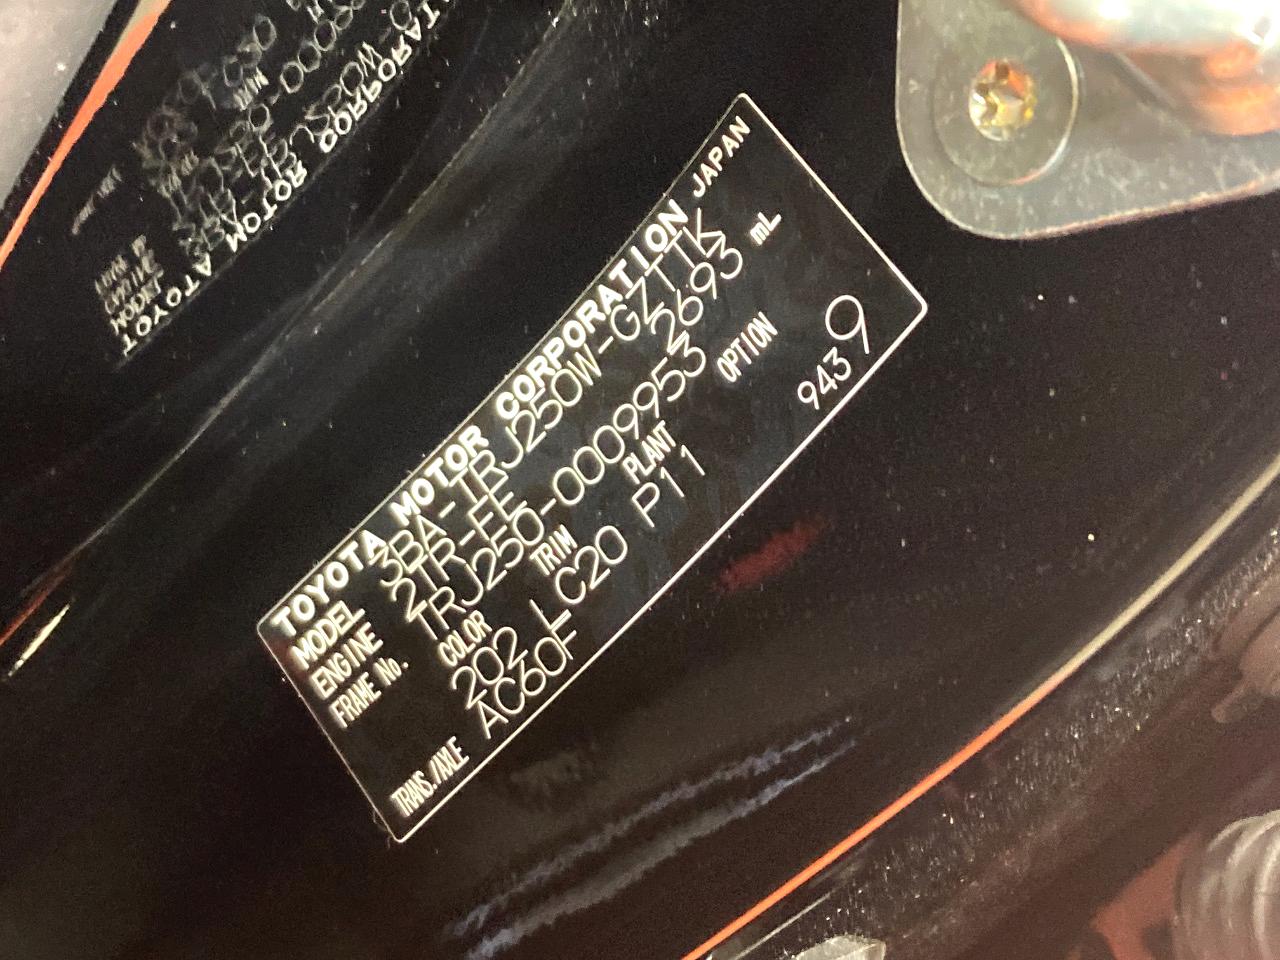 TOYOTA MOTOR CORPORATION JAPAN
MODEL 3BA-TRJ250W-GZTTK
ENGINE 2TR-FE 2693 mL
FRAME No. TRJ250-0009953
COLOR TRIM PLANT OPTION
202 LC20 P11 9439
TRANS./AXLE AC60F